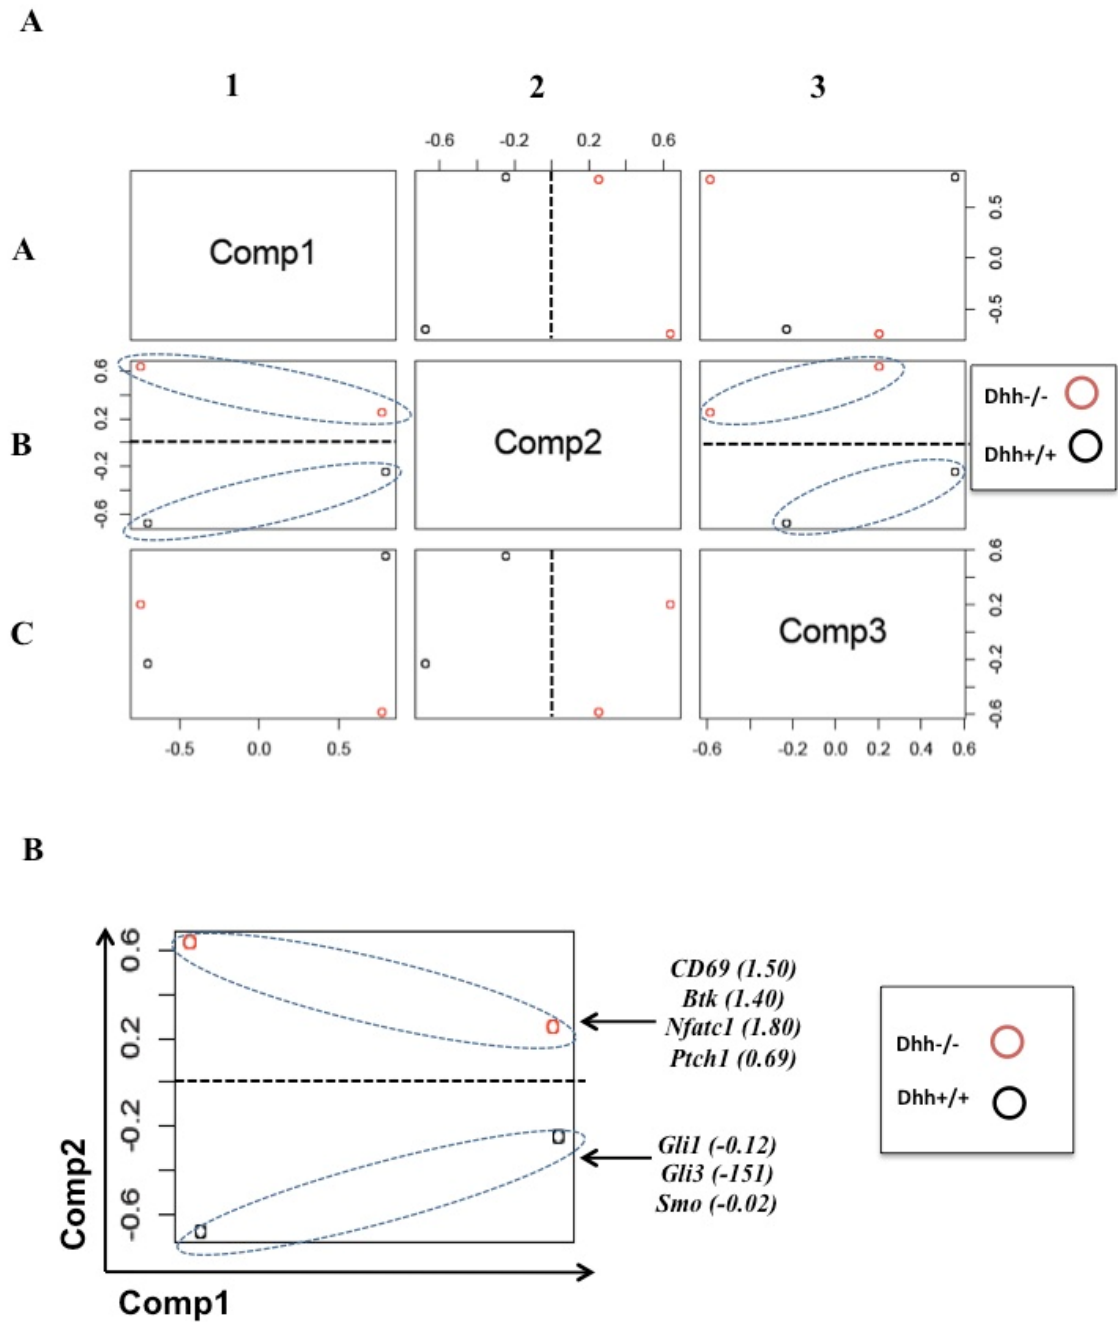 A
1 2 3
-0.6 -0.2 0.2 0.6
A
Comp1
0.5
0.0
-0.5
B
0.6
0.2
-0.2
-0.6
Comp2
Dhh-/-
Dhh+/+
C
Comp3
0.6
0.2
-0.2
-0.6
-0.5 0.0 0.5
-0.6 -0.2 0.0 0.2 0.4 0.6
B
0.6
0.2
-0.2
-0.6
Comp2
CD69 (1.50)
Btk (1.40)
Nfatc1 (1.80)
Ptch1 (0.69)
Gli1 (-0.12)
Gli3 (-151)
Smo (-0.02)
Dhh-/-
Dhh+/+
Comp1